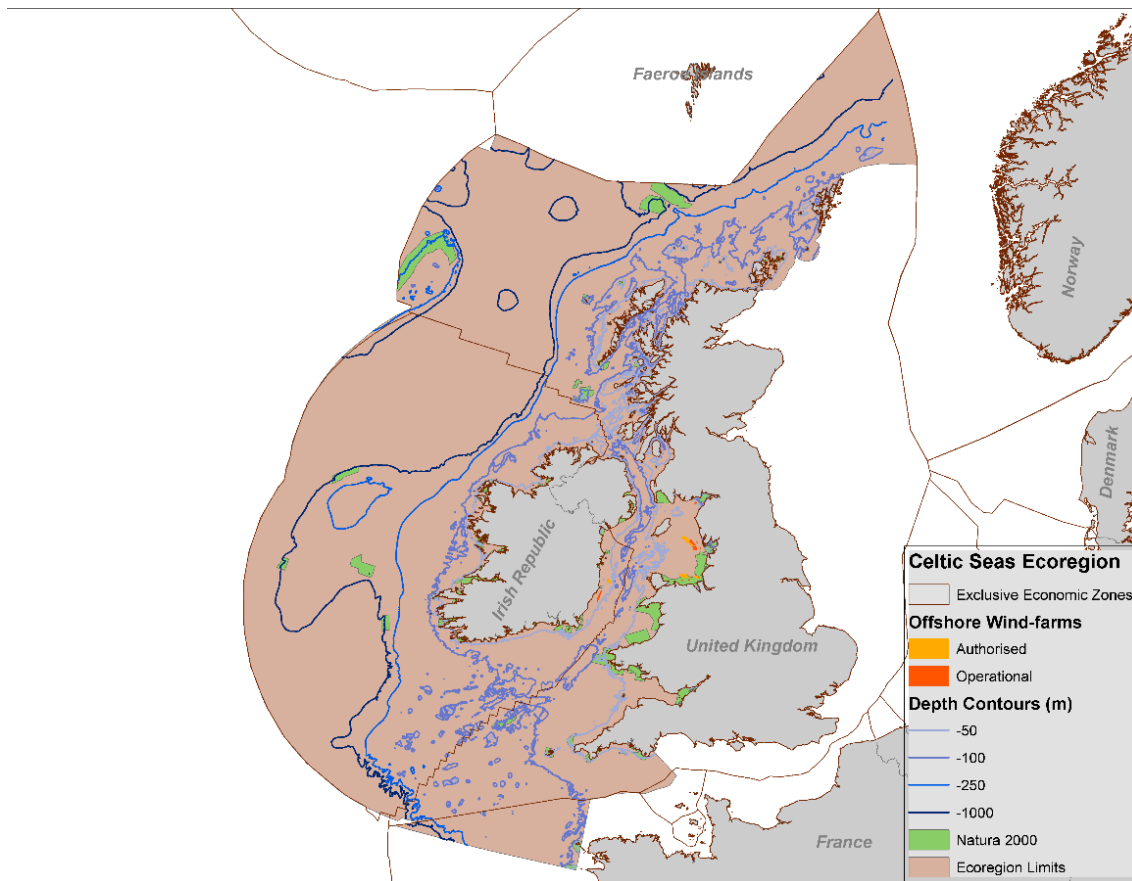 Faeroe Islands
Norway
Denmark
Irish Republic
United Kingdom
France
Celtic Seas Ecoregion
Exclusive Economic Zones
Offshore Wind-farms
Authorised
Operational
Depth Contours (m)
-50
-100
-250
-1000
Natura 2000
Ecoregion Limits